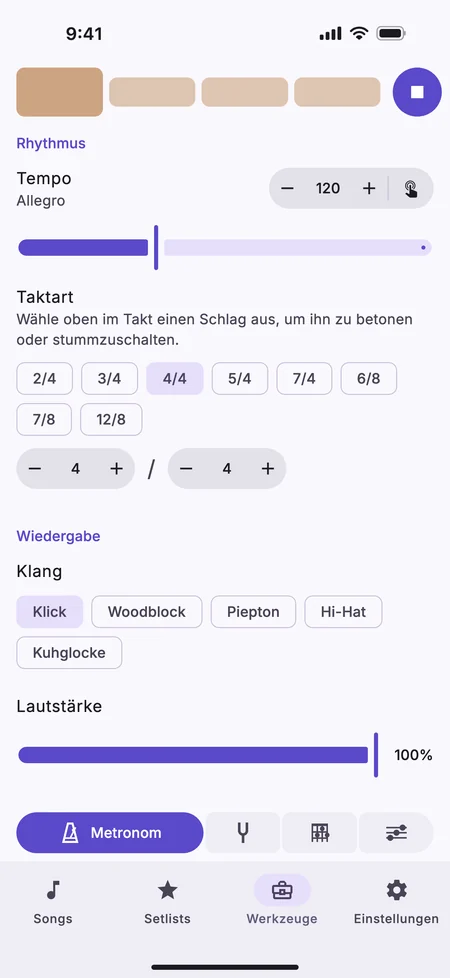 9:41
Rhythmus
Tempo
Allegro
120
Taktart
Wähle oben im Takt einen Schlag aus, um ihn zu betonen
oder stummzuschalten.
2/4 3/4 4/4 5/4 7/4 6/8
7/8 12/8
4 / 4
Wiedergabe
Klang
Klick Woodblock Piepton Hi-Hat
Kuhglocke
Lautstärke
100%
Metronom
Songs Setlists Werkzeuge Einstellungen